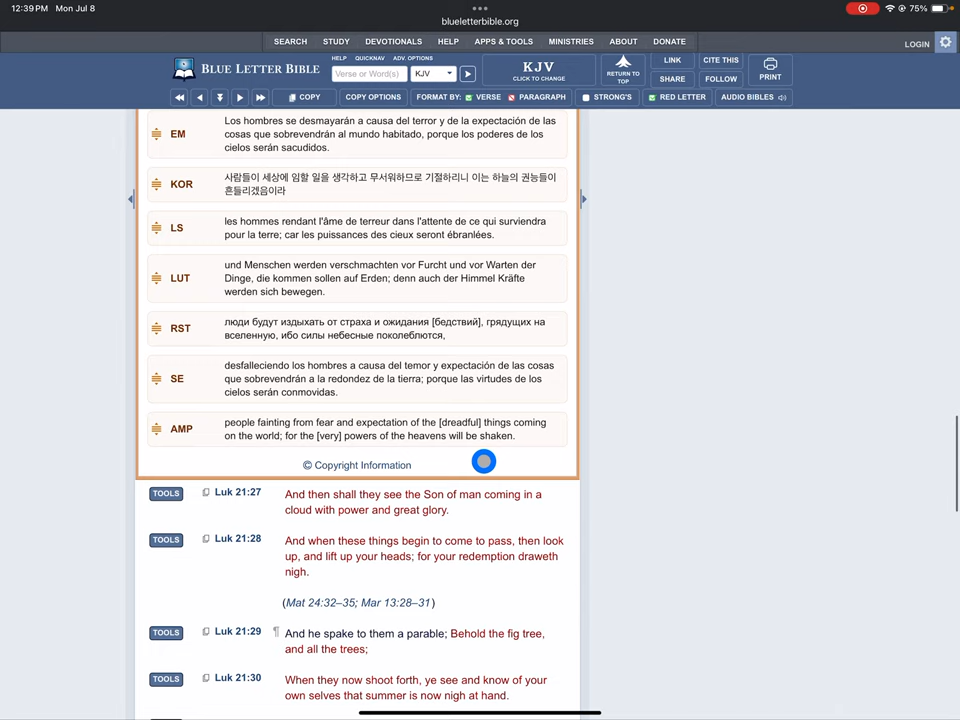 12:39 PM Mon Jul 8
75%
blueletterbible.org
SEARCH STUDY DEVOTIONALS HELP APPS & TOOLS MINISTRIES ABOUT DONATE
LOGIN
BLUE LETTER BIBLE
HELP QUICKNAV ADV. OPTIONS
Verse or Word(s) KJV
KJV
CLICK TO CHANGE
RETURN TO TOP
LINK CITE THIS
SHARE FOLLOW
PRINT
COPY COPY OPTIONS FORMAT BY: VERSE PARAGRAPH STRONG'S RED LETTER AUDIO BIBLES
EM
Los hombres se desmayarán a causa del terror y de la expectación de las
cosas que sobrevendrán al mundo habitado, porque los poderes de los
cielos serán sacudidos.
KOR
사람들이 세상에 임할 일을 생각하고 무서워하므로 기절하리니 이는 하늘의 권능들이
흔들리겠음이라
LS
les hommes rendant l'âme de terreur dans l'attente de ce qui surviendra
pour la terre; car les puissances des cieux seront ébranlées.
LUT
und Menschen werden verschmachten vor Furcht und vor Warten der
Dinge, die kommen sollen auf Erden; denn auch der Himmel Kräfte
werden sich bewegen.
RST
люди будут издыхать от страха и ожидания [бедствий], грядущих на
вселенную, ибо силы небесные поколеблются,
SE
desfalleciendo los hombres a causa del temor y expectación de las cosas
que sobrevendrán a la redondez de la tierra; porque las virtudes de los
cielos serán conmovidas.
AMP
people fainting from fear and expectation of the [dreadful] things coming
on the world; for the [very] powers of the heavens will be shaken.
© Copyright Information
TOOLS Luk 21:27 And then shall they see the Son of man coming in a
cloud with power and great glory.
TOOLS Luk 21:28 And when these things begin to come to pass, then look
up, and lift up your heads; for your redemption draweth
nigh.
(Mat 24:32–35; Mar 13:28–31)
TOOLS Luk 21:29 ¶ And he spake to them a parable; Behold the fig tree,
and all the trees;
TOOLS Luk 21:30 When they now shoot forth, ye see and know of your
own selves that summer is now nigh at hand.